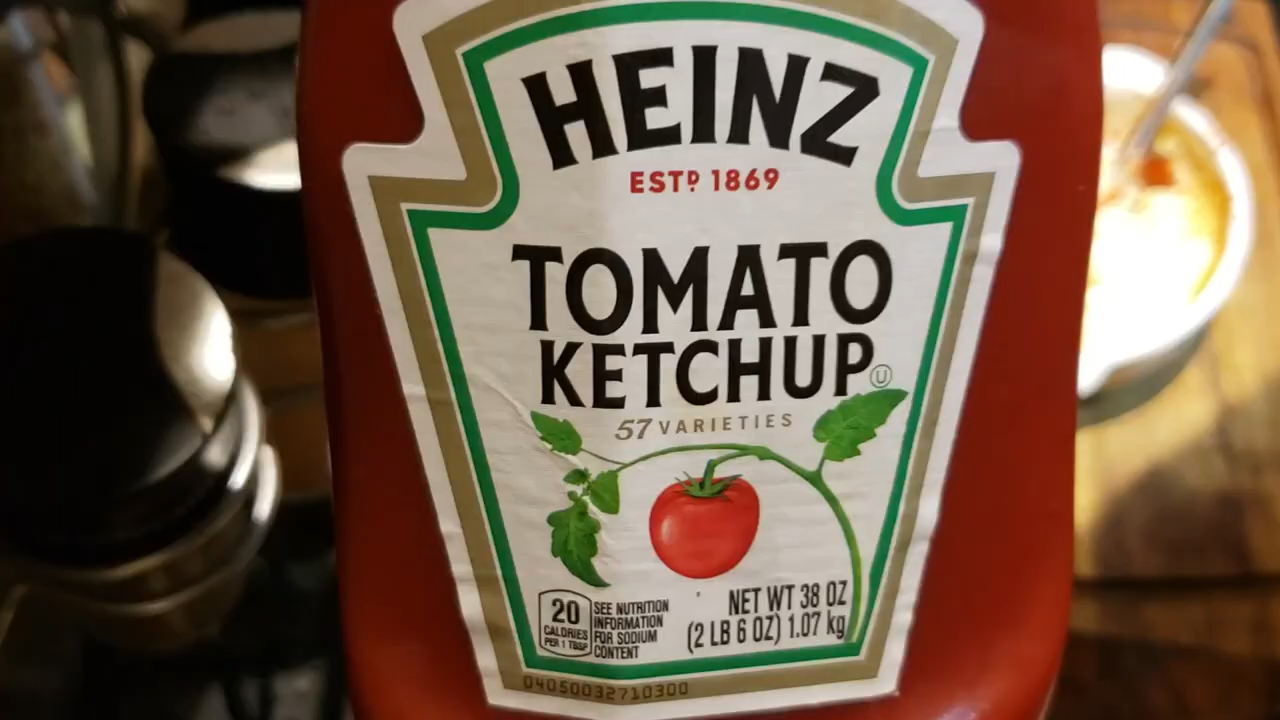 HEINZ
ESTD 1869
TOMATO
KETCHUP
U
57 VARIETIES
20
CALORIES
PER 1 TBSP
SEE NUTRITION
INFORMATION
FOR SODIUM
CONTENT
NET WT 38 OZ
(2 LB 6 OZ) 1.07 kg
04050032710300